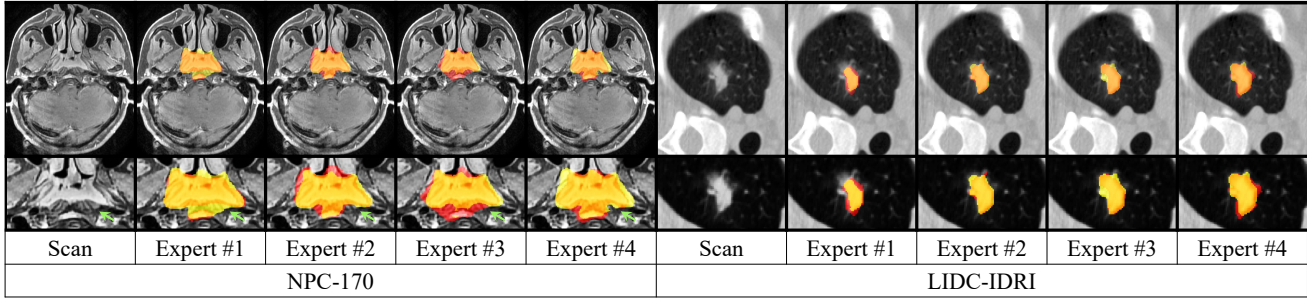 Scan Expert #1 Expert #2 Expert #3 Expert #4 Scan Expert #1 Expert #2 Expert #3 Expert #4
NPC-170 LIDC-IDRI